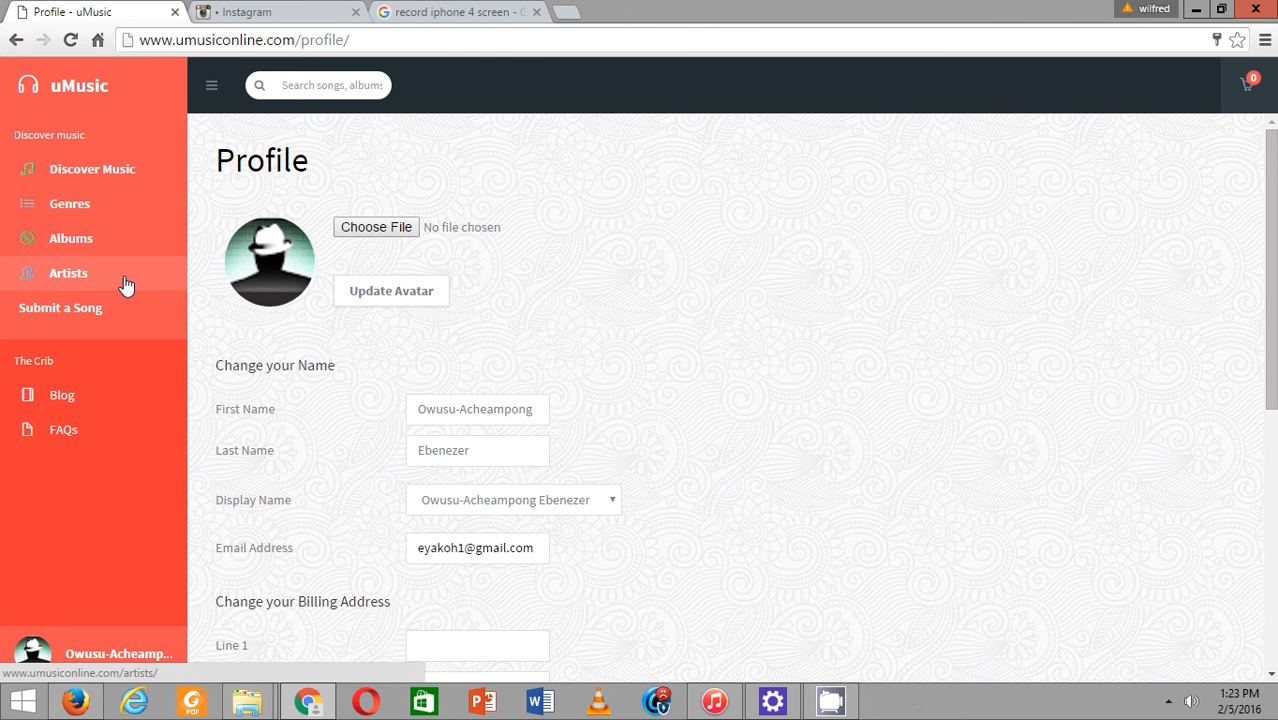 Profile - uMusic
Instagram
record iphone 4 screen - G
wilfred
www.umusiconline.com/profile/
uMusic
Search songs, albums
0
Discover music
Discover Music
Genres
Albums
Artists
Submit a Song
The Crib
Blog
FAQs
Owusu-Acheamp...
www.umusiconline.com/artists/
Profile
Choose File No file chosen
Update Avatar
Change your Name
First Name Owusu-Acheampong
Last Name Ebenezer
Display Name Owusu-Acheampong Ebenezer
Email Address eyakoh1@gmail.com
Change your Billing Address
Line 1
PDF
1:23 PM
2/5/2016